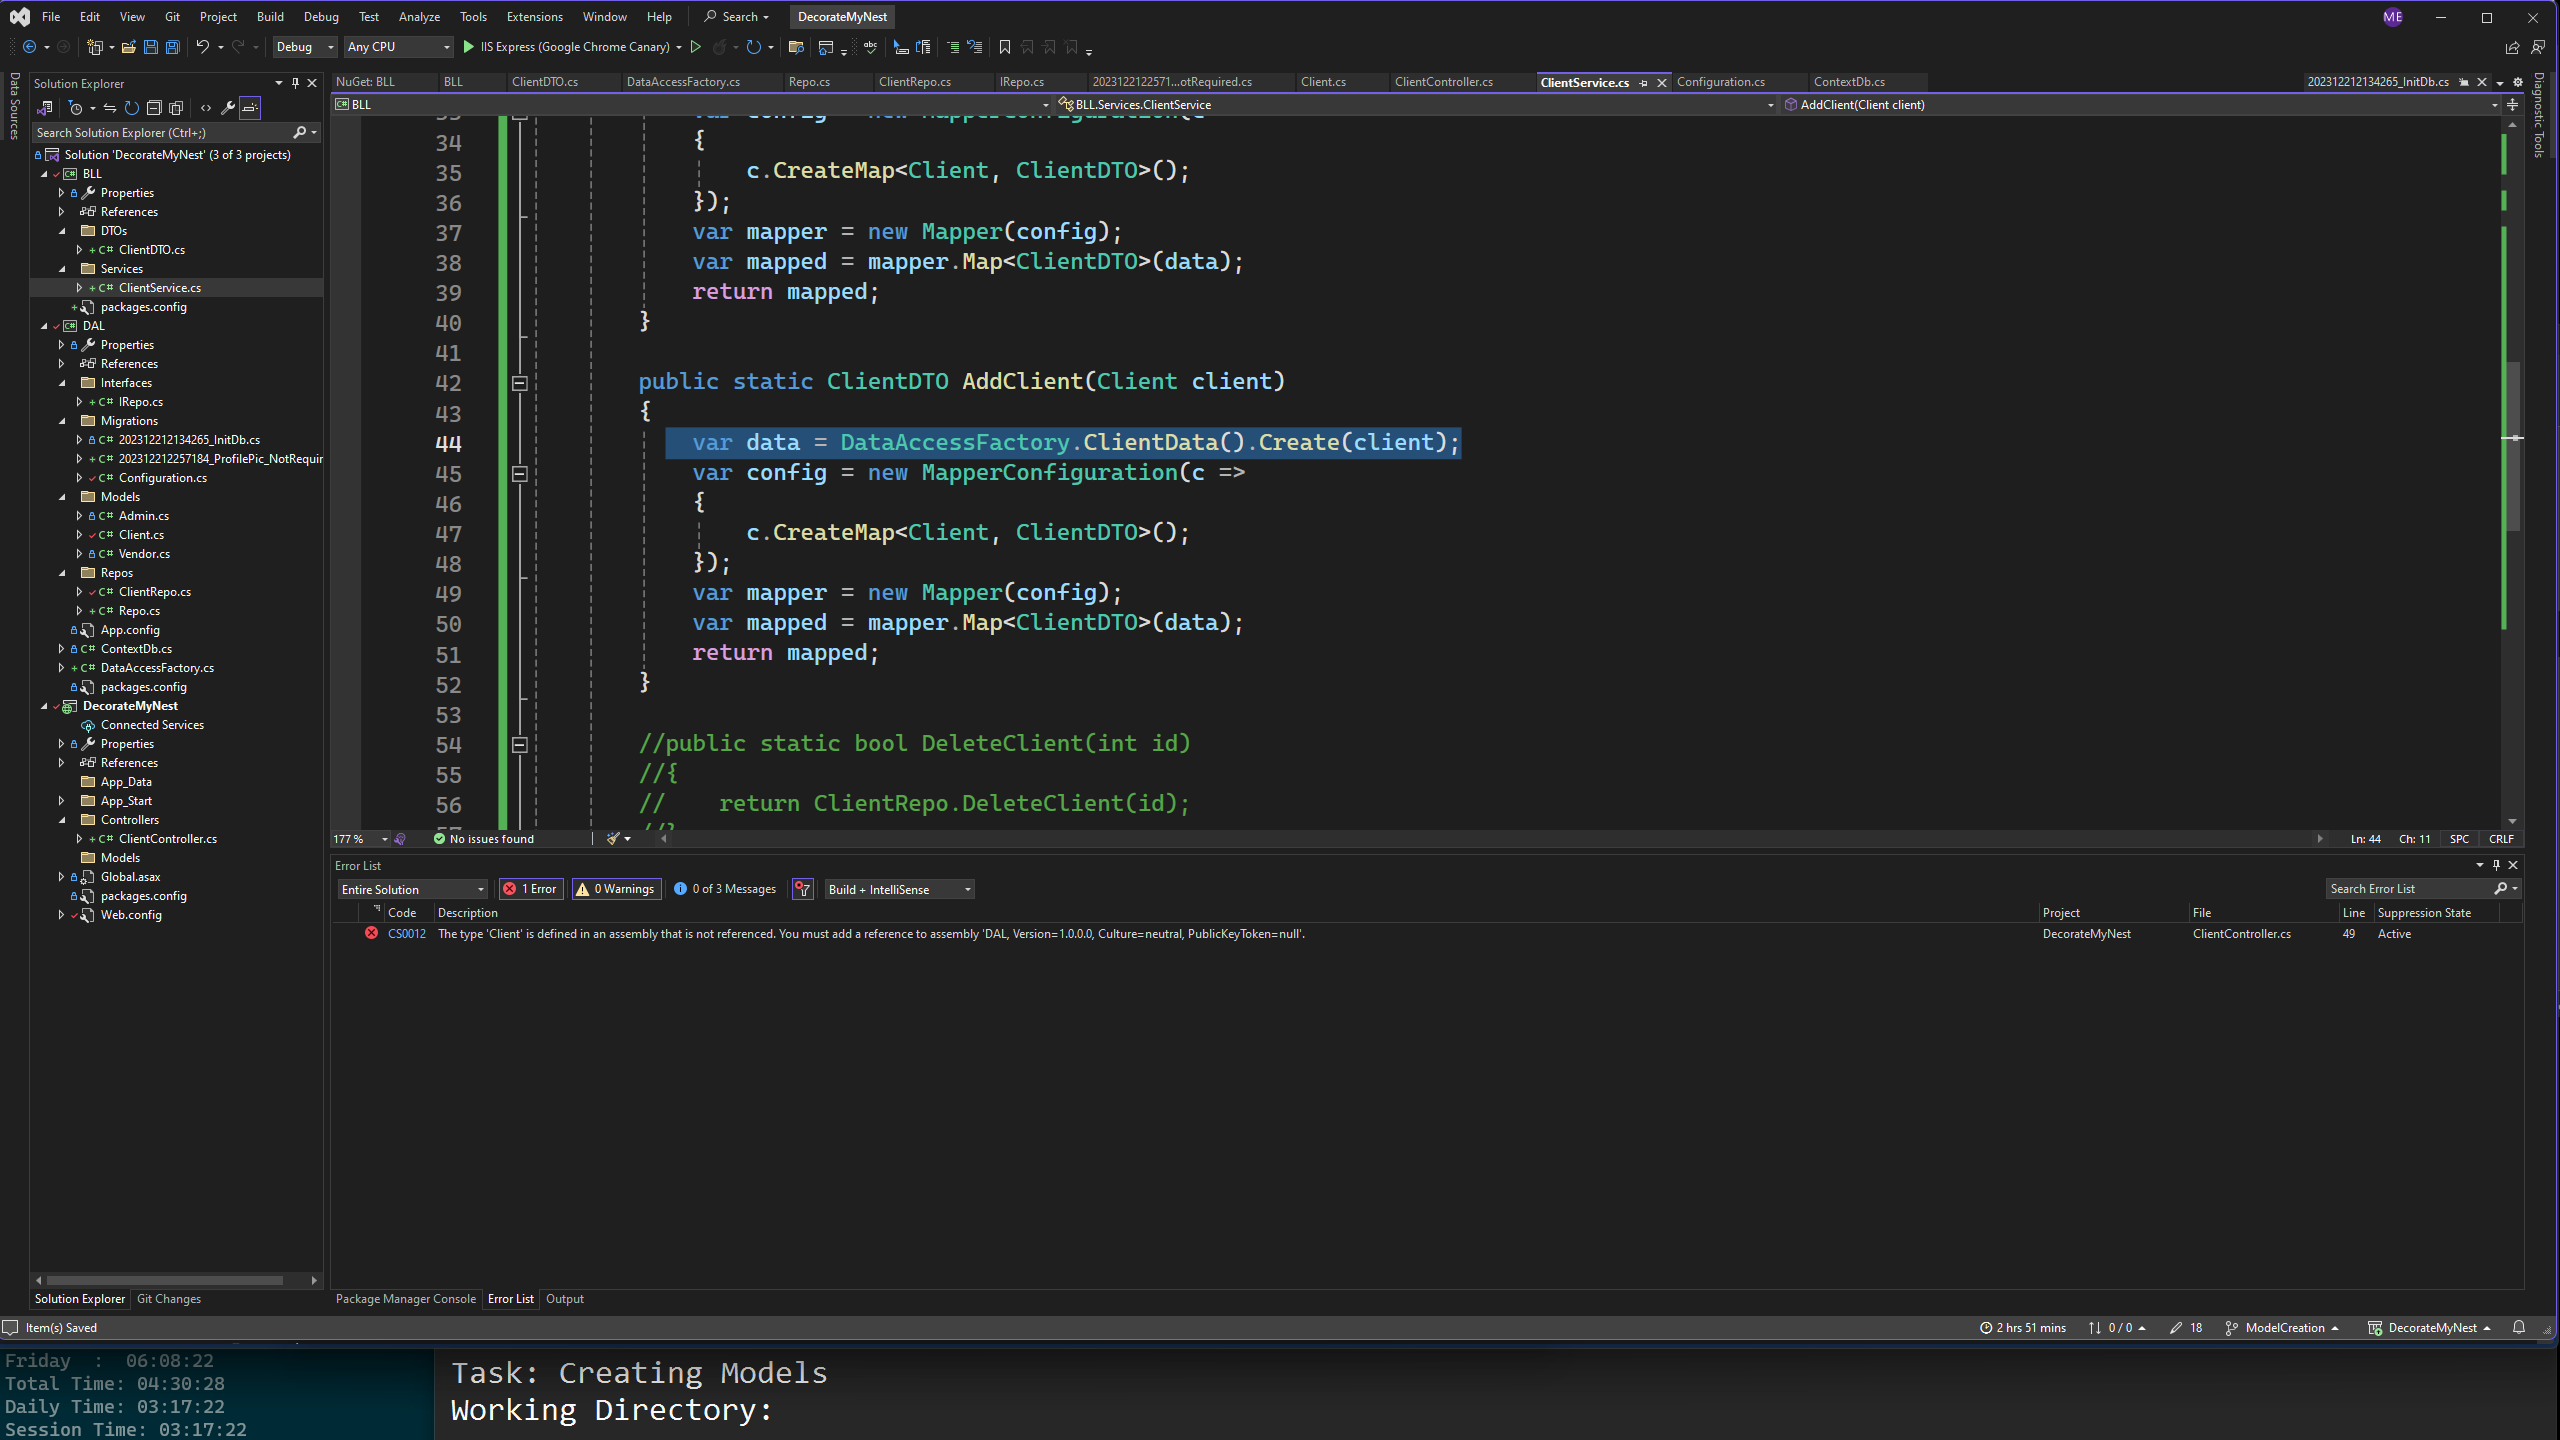 File Edit View Git Project Build Debug Test Analyze Tools Extensions Window Help Search DecorateMyNest ME
Debug Any CPU IIS Express (Google Chrome Canary)
Data Sources
Solution Explorer
Search Solution Explorer (Ctrl+;)
Solution 'DecorateMyNest' (3 of 3 projects)
BLL
Properties
References
DTOs
C# ClientDTO.cs
Services
C# ClientService.cs
packages.config
DAL
Properties
References
Interfaces
C# IRepo.cs
Migrations
C# 202312212134265_InitDb.cs
C# 202312212257184_ProfilePic_NotRequir
C# Configuration.cs
Models
C# Admin.cs
C# Client.cs
C# Vendor.cs
Repos
C# ClientRepo.cs
C# Repo.cs
App.config
C# ContextDb.cs
C# DataAccessFactory.cs
packages.config
DecorateMyNest
Connected Services
Properties
References
App_Data
App_Start
Controllers
C# ClientController.cs
Models
Global.asax
packages.config
Web.config
Solution Explorer Git Changes
NuGet: BLL BLL ClientDTO.cs DataAccessFactory.cs Repo.cs ClientRepo.cs IRepo.cs 2023122122571...otRequired.cs Client.cs ClientController.cs ClientService.cs Configuration.cs ContextDb.cs 202312212134265_InitDb.cs
BLL BLL.Services.ClientService AddClient(Client client)
34 {
35 c.CreateMap<Client, ClientDTO>();
36 });
37 var mapper = new Mapper(config);
38 var mapped = mapper.Map<ClientDTO>(data);
39 return mapped;
40 }
41
42 public static ClientDTO AddClient(Client client)
43 {
44 var data = DataAccessFactory.ClientData().Create(client);
45 var config = new MapperConfiguration(c =>
46 {
47 c.CreateMap<Client, ClientDTO>();
48 });
49 var mapper = new Mapper(config);
50 var mapped = mapper.Map<ClientDTO>(data);
51 return mapped;
52 }
53
54 //public static bool DeleteClient(int id)
55 //{
56 // return ClientRepo.DeleteClient(id);
177 % No issues found Ln: 44 Ch: 11 SPC CRLF
Diagnostic Tools
Error List
Entire Solution 1 Error 0 Warnings 0 of 3 Messages Build + IntelliSense Search Error List
Code Description Project File Line Suppression State
CS0012 The type 'Client' is defined in an assembly that is not referenced. You must add a reference to assembly 'DAL, Version=1.0.0.0, Culture=neutral, PublicKeyToken=null'. DecorateMyNest ClientController.cs 49 Active
Package Manager Console Error List Output
Item(s) Saved 2 hrs 51 mins 0 / 0 18 ModelCreation DecorateMyNest
Friday : 06:08:22
Total Time: 04:30:28
Daily Time: 03:17:22
Session Time: 03:17:22
Task: Creating Models
Working Directory: